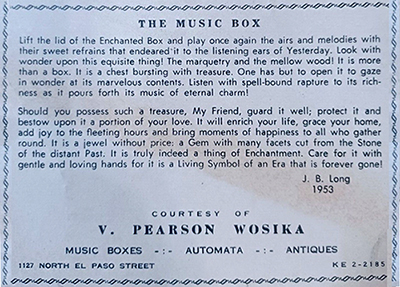 THE MUSIC BOX
Lift the lid of the Enchanted Box and play once again the airs and melodies with
their sweet refrains that endeared it to the listening ears of Yesterday. Look with
wonder upon this equisite thing! The marquetry and the mellow wood! It is more
than a box. It is a chest bursting with treasure. One has but to open it to gaze
in wonder at its marvelous contents. Listen with spell-bound rapture to its rich-
ness as it pours forth its music of eternal charm!
Should you possess such a treasure, My Friend, guard it well; protect it and
bestow upon it a portion of your love. It will enrich your life, grace your home,
add joy to the fleeting hours and bring moments of happiness to all who gather
round. It is a jewel without price: a Gem with many facets cut from the Stone
of the distant Past. It is truly indeed a thing of Enchantment. Care for it with
gentle and loving hands for it is a Living Symbol of an Era that is forever gone!
J. B. Long
1953
COURTESY OF
V. PEARSON WOSIKA
MUSIC BOXES -:- AUTOMATA -:- ANTIQUES
1127 NORTH EL PASO STREET KE 2-2185